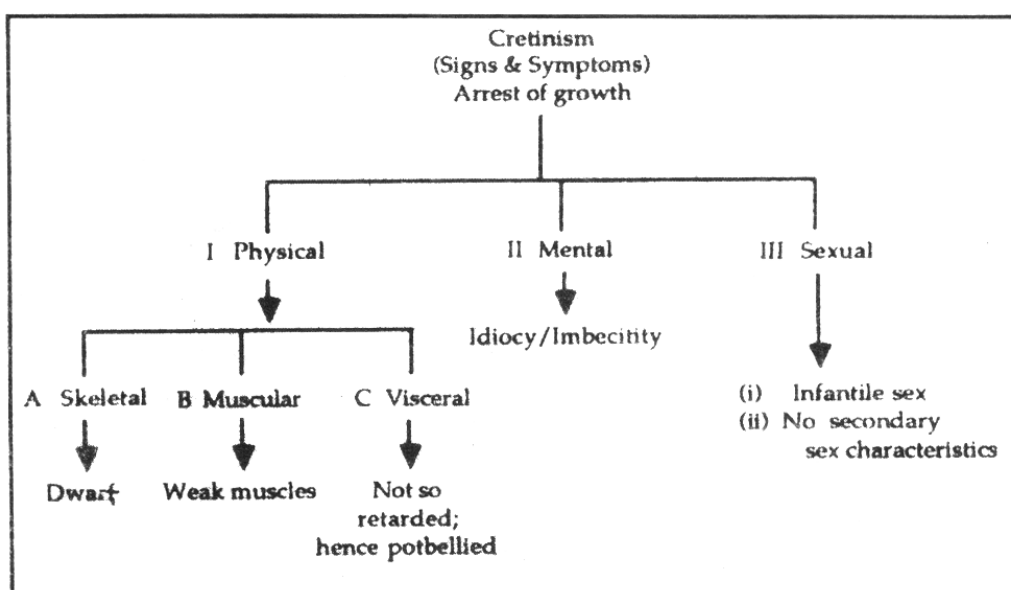 Cretinism
(Signs & Symptoms)
Arrest of growth
I Physical
II Mental
III Sexual
Idiocy/Imbecitity
A Skeletal
B Muscular
C Visceral
(i) Infantile sex
(ii) No secondary
sex characteristics
Dwarf
Weak muscles
Not so
retarded;
hence potbellied